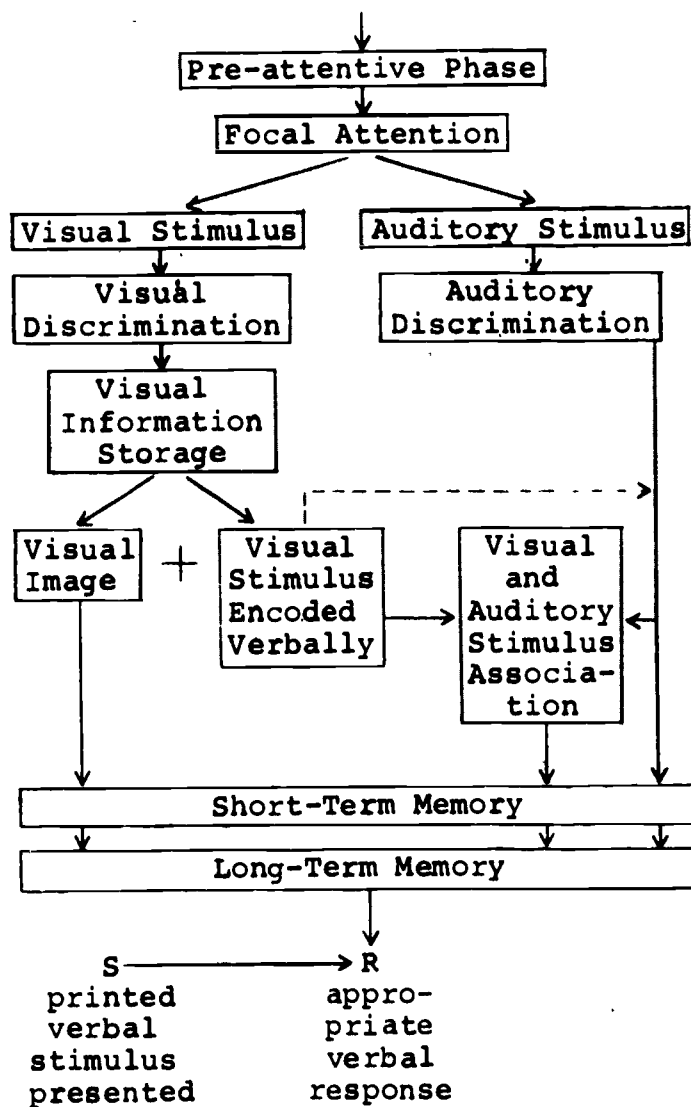 Pre-attentive Phase
Focal Attention
Visual Stimulus
Auditory Stimulus
Visual
Discrimination
Auditory
Discrimination
Visual
Information
Storage
Visual
Image
+
Visual
Stimulus
Encoded
Verbally
Visual
and
Auditory
Stimulus
Associa-
tion
Short-Term Memory
Long-Term Memory
S
R
printed
verbal
stimulus
presented
appro-
priate
verbal
response